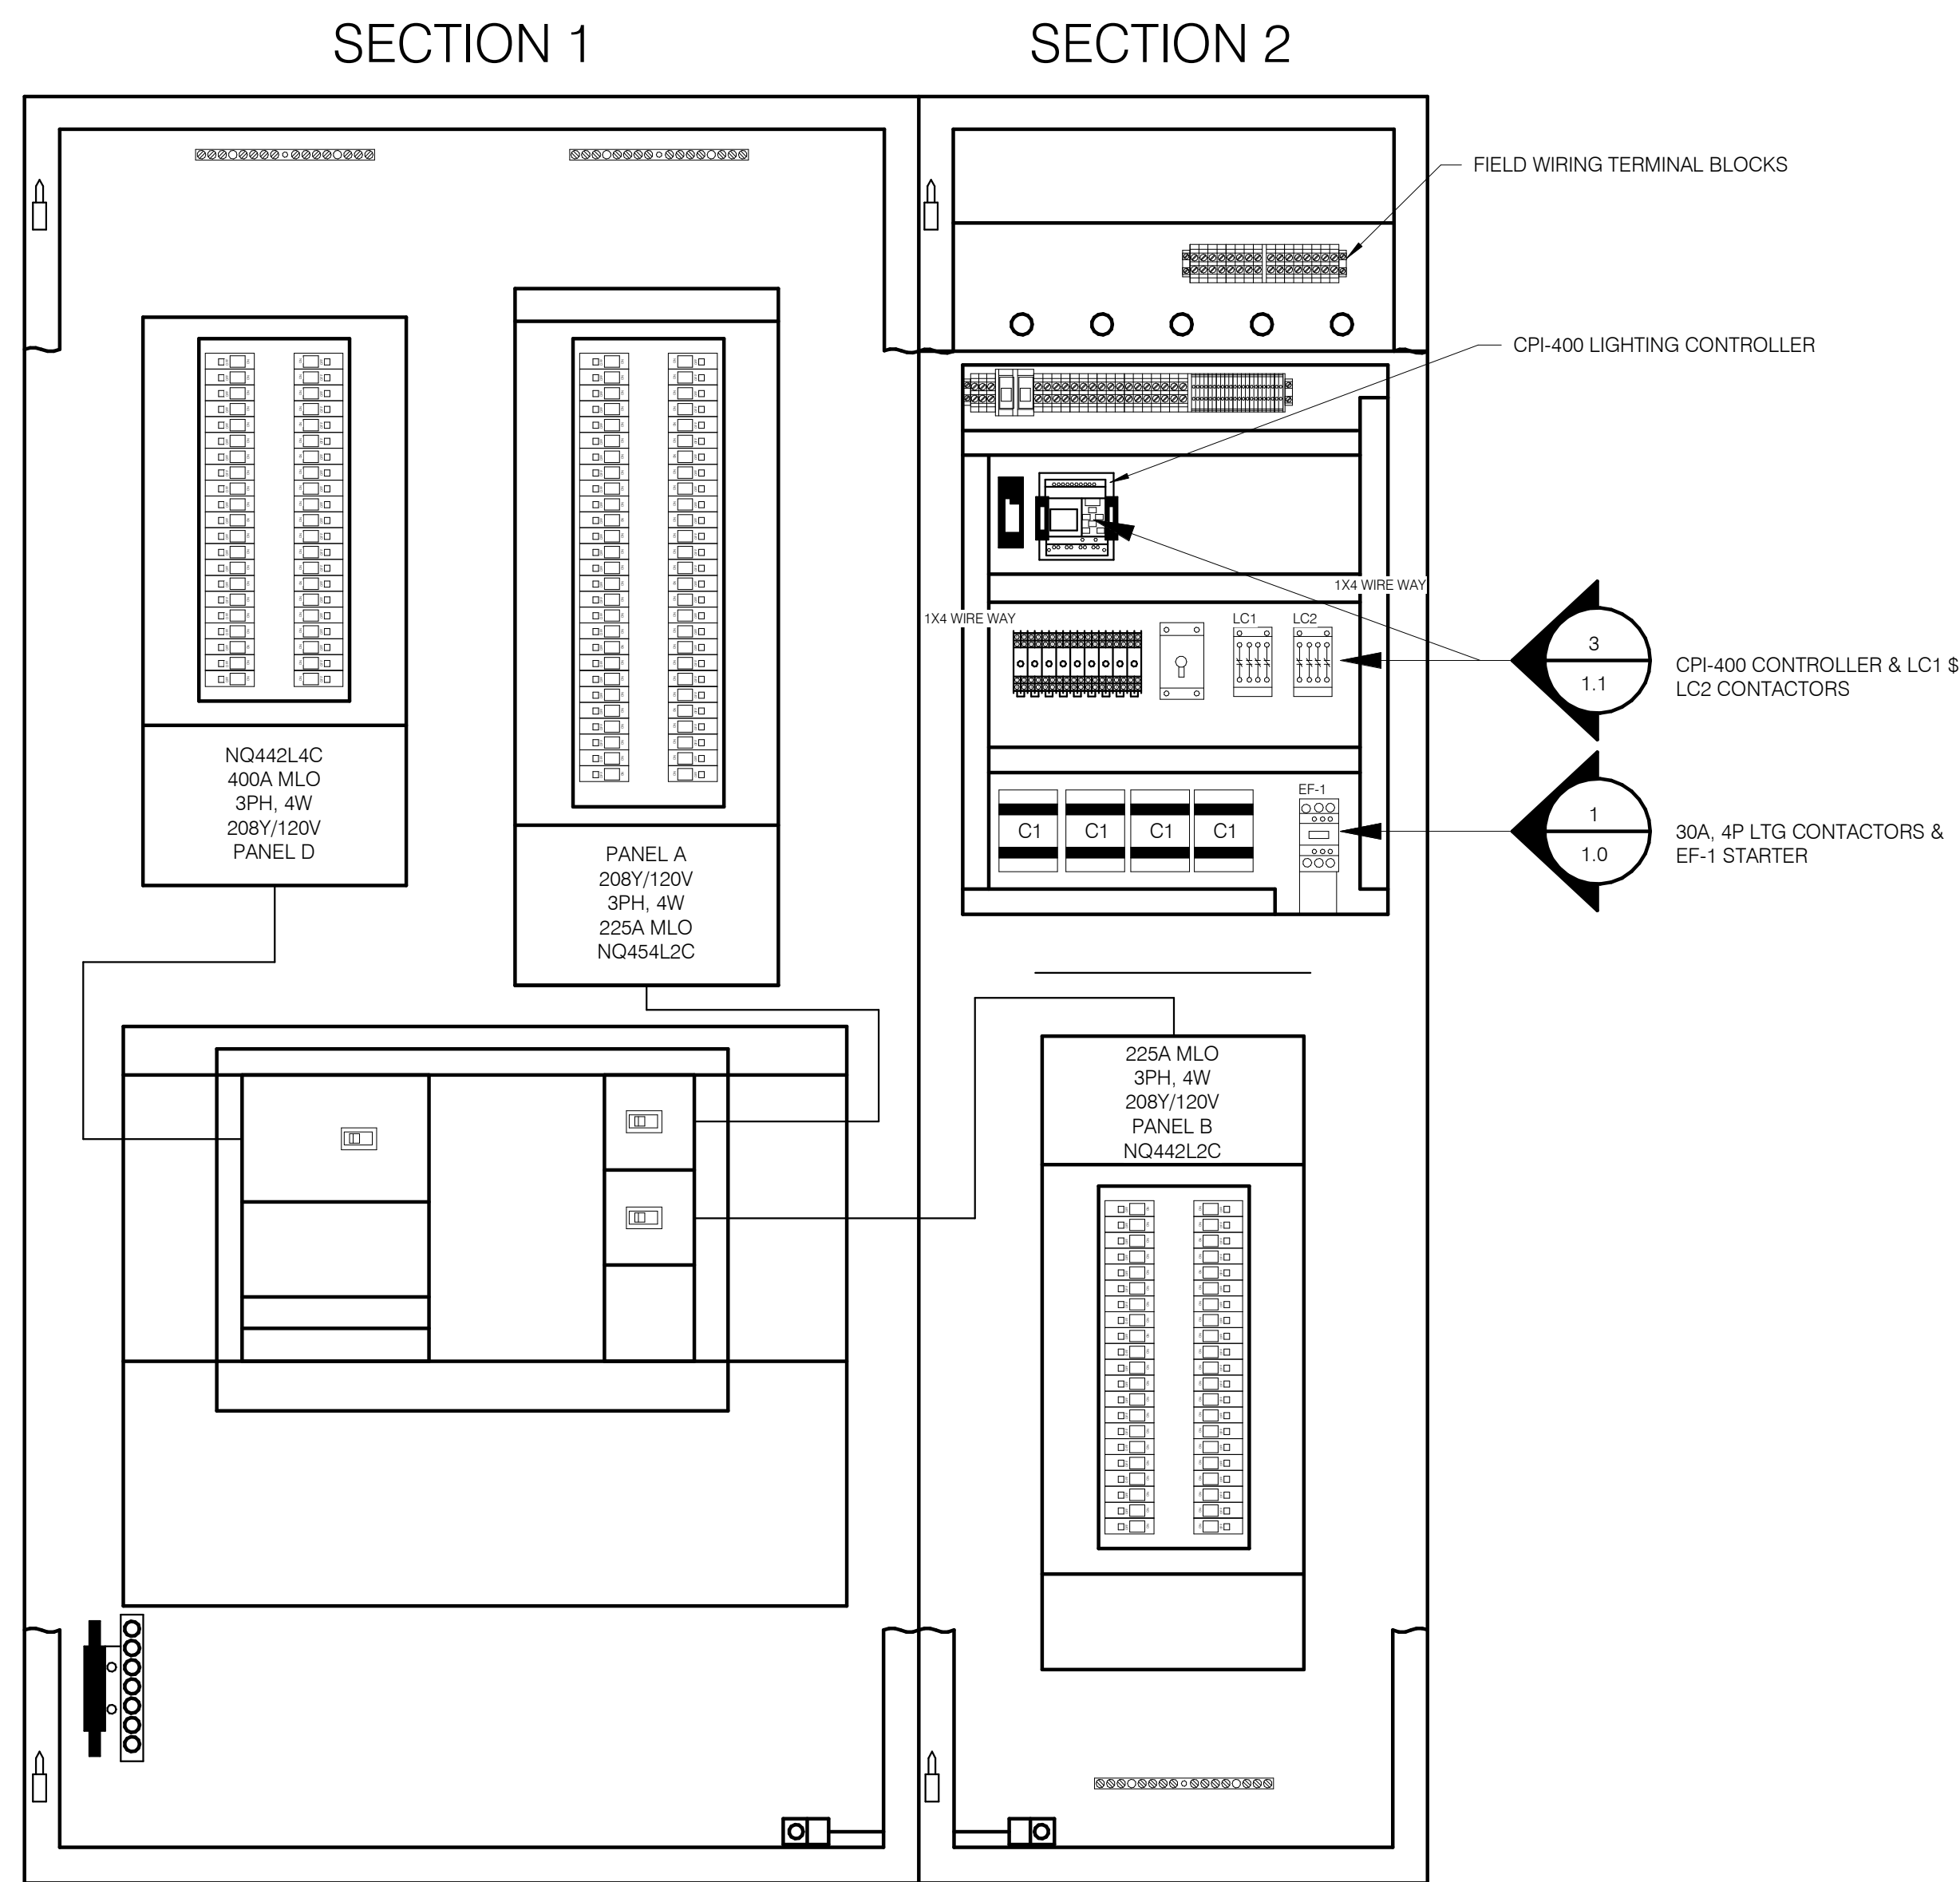 SECTION 1
SECTION 2
FIELD WIRING TERMINAL BLOCKS
CPI-400 LIGHTING CONTROLLER
1X4 WIRE WAY
1X4 WIRE WAY
LC1
LC2
3
1.1
CPI-400 CONTROLLER & LC1 $
LC2 CONTACTORS
NQ442L4C
400A MLO
3PH, 4W
208Y/120V
PANEL D
PANEL A
208Y/120V
3PH, 4W
225A MLO
NQ454L2C
EF-1
C1
C1
C1
C1
1
1.0
30A, 4P LTG CONTACTORS &
EF-1 STARTER
225A MLO
3PH, 4W
208Y/120V
PANEL B
NQ442L2C